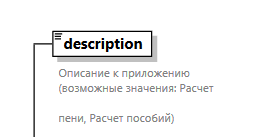 description
Описание к приложению
(возможные значения: Расчет
пени, Расчет пособий)